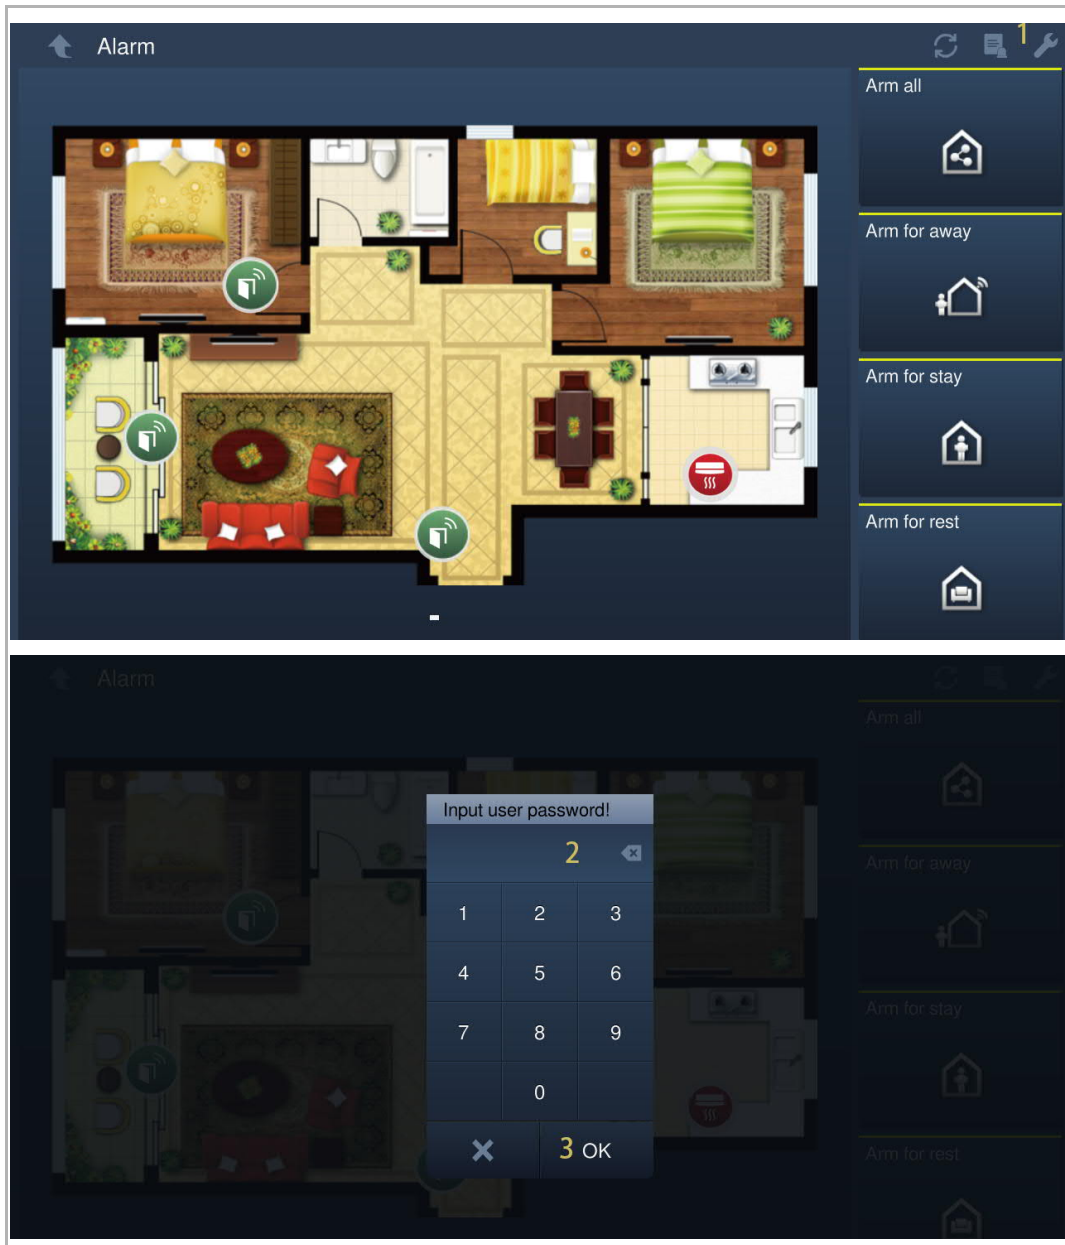 Alarm
1
Arm all
Arm for away
Arm for stay
Arm for rest
Alarm
Arm all
Input user password!
2
1 2 3
Arm for away
4 5 6
7 8 9
Arm for stay
0
3 OK
Arm for rest